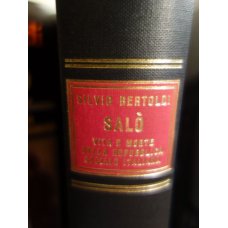 SILVIO BERTOLDI
SALÒ
VITA E MORTE
DELLA REPUBBLICA
SOCIALE ITALIANA